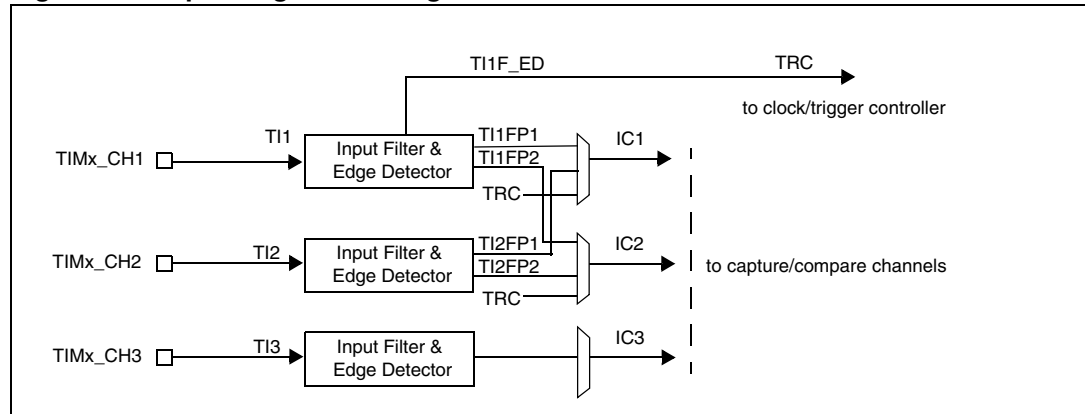 TI1F_ED
TRC
to clock/trigger controller
TIMx_CH1
TI1
Input Filter &
Edge Detector
TI1FP1
TI1FP2
TRC
IC1
TIMx_CH2
TI2
Input Filter &
Edge Detector
TI2FP1
TI2FP2
TRC
IC2
to capture/compare channels
TIMx_CH3
TI3
Input Filter &
Edge Detector
IC3